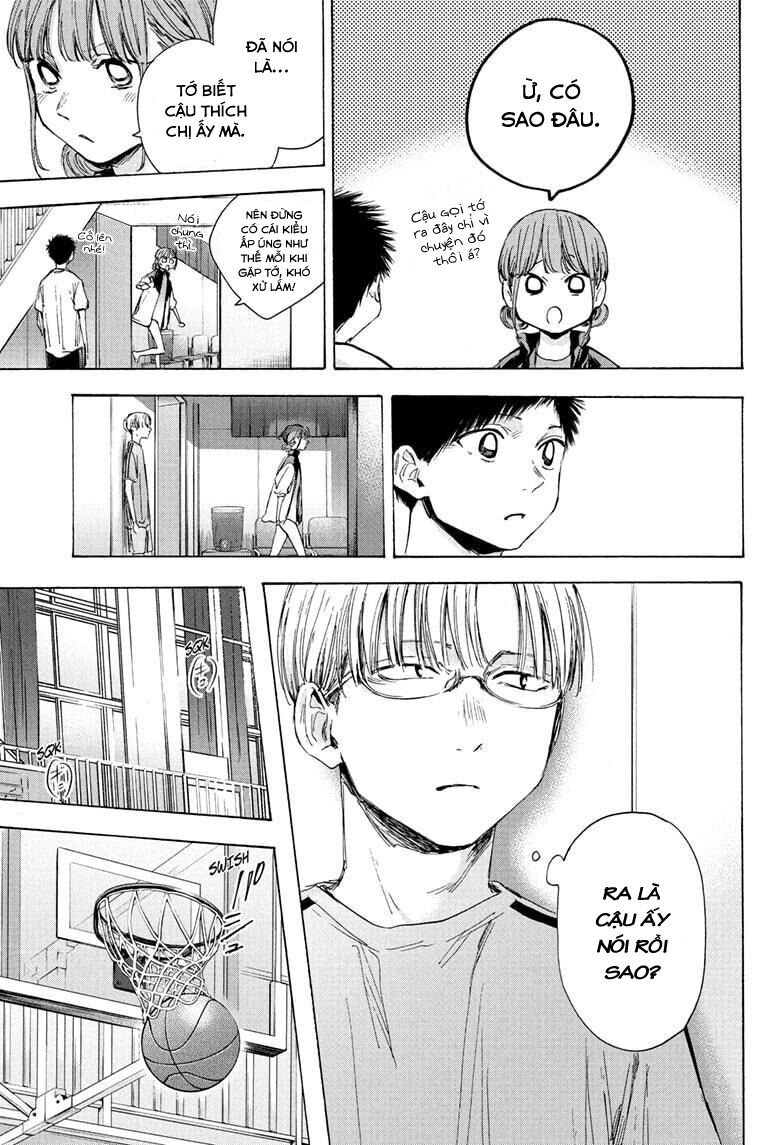 Ừ, CÓ
SAO ĐÂU.
Cậu gọi tớ
ra đây chỉ vì
chuyện đó
thôi á?
ĐÃ NÓI
LÀ...
TỚ BIẾT
CẬU THÍCH
CHỊ ẤY MÀ.
NÊN ĐỪNG
CÓ CÁI KIỂU
ẤP ÚNG NHƯ
THẾ MỖI KHI
GẶP TỚ, KHÓ
XỬ LẮM!
Nói
chung
thì...
Cố lên
nhé!
RA LÀ
CẬU ẤY
NÓI RỒI
SAO?
SQK
SQK
SWISH